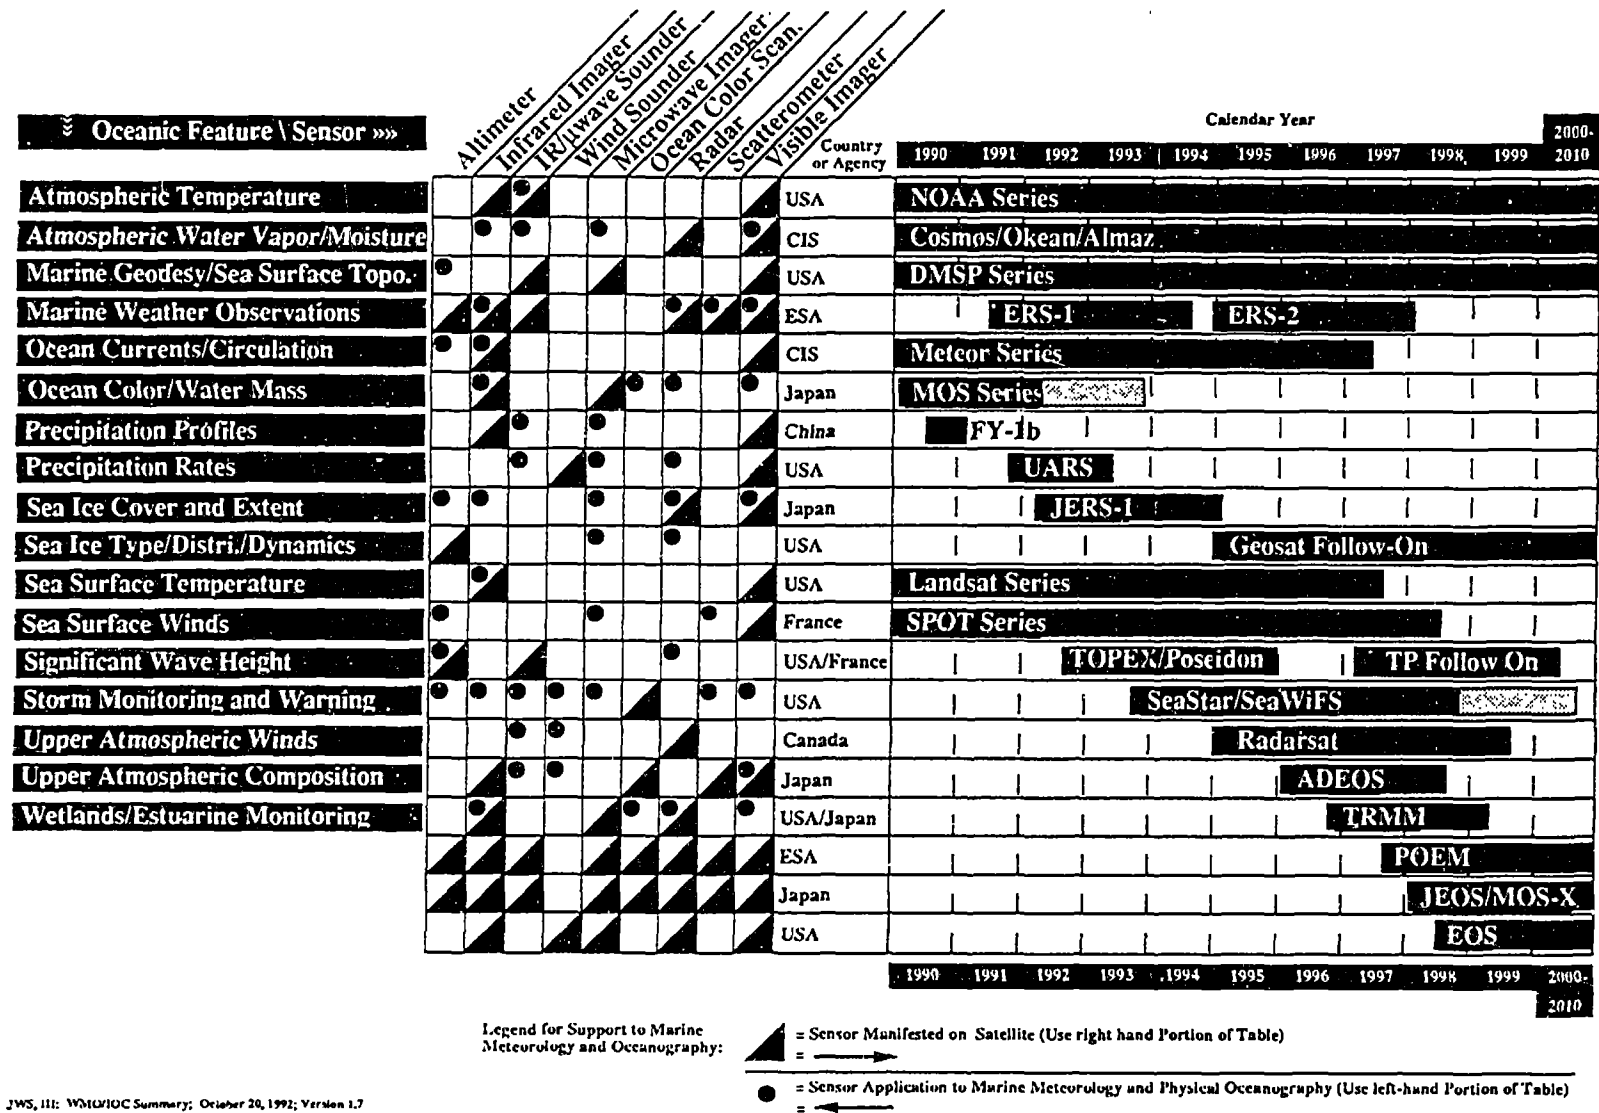 Altimeter
Infrared Imager
IR/μwave Sounder
Wind Sounder
Microwave Imager
Ocean Color Scan.
Radar
Scatterometer
Visible Imager
Oceanic Feature \ Sensor »»
Country
or Agency
Calendar Year
1990 1991 1992 1993 1994 1995 1996 1997 1998 1999 2000-
2010
Atmospheric Temperature USA NOAA Series
Atmospheric Water Vapor/Moisture CIS Cosmos/Okean/Almaz
Marine Geodesy/Sea Surface Topo. USA DMSP Series
Marine Weather Observations ESA ERS-1 ERS-2
Ocean Currents/Circulation CIS Meteor Series
Ocean Color/Water Mass Japan MOS Series
Precipitation Profiles China FY-1b
Precipitation Rates USA UARS
Sea Ice Cover and Extent Japan JERS-1
Sea Ice Type/Distri./Dynamics USA Geosat Follow-On
Sea Surface Temperature USA Landsat Series
Sea Surface Winds France SPOT Series
Significant Wave Height USA/France TOPEX/Poseidon TP Follow On
Storm Monitoring and Warning USA SeaStar/SeaWiFS
Upper Atmospheric Winds Canada Radarsat
Upper Atmospheric Composition Japan ADEOS
Wetlands/Estuarine Monitoring USA/Japan TRMM
ESA POEM
Japan JEOS/MOS-X
USA EOS
1990 1991 1992 1993 1994 1995 1996 1997 1998 1999 2000-
2010
Legend for Support to Marine
Meteorology and Oceanography:
= Sensor Manifested on Satellite (Use right hand Portion of Table)
=
= Sensor Application to Marine Meteorology and Physical Oceanography (Use left-hand Portion of Table)
=
JWS, III: WMO/IOC Summary; October 20, 1992; Version 1.7